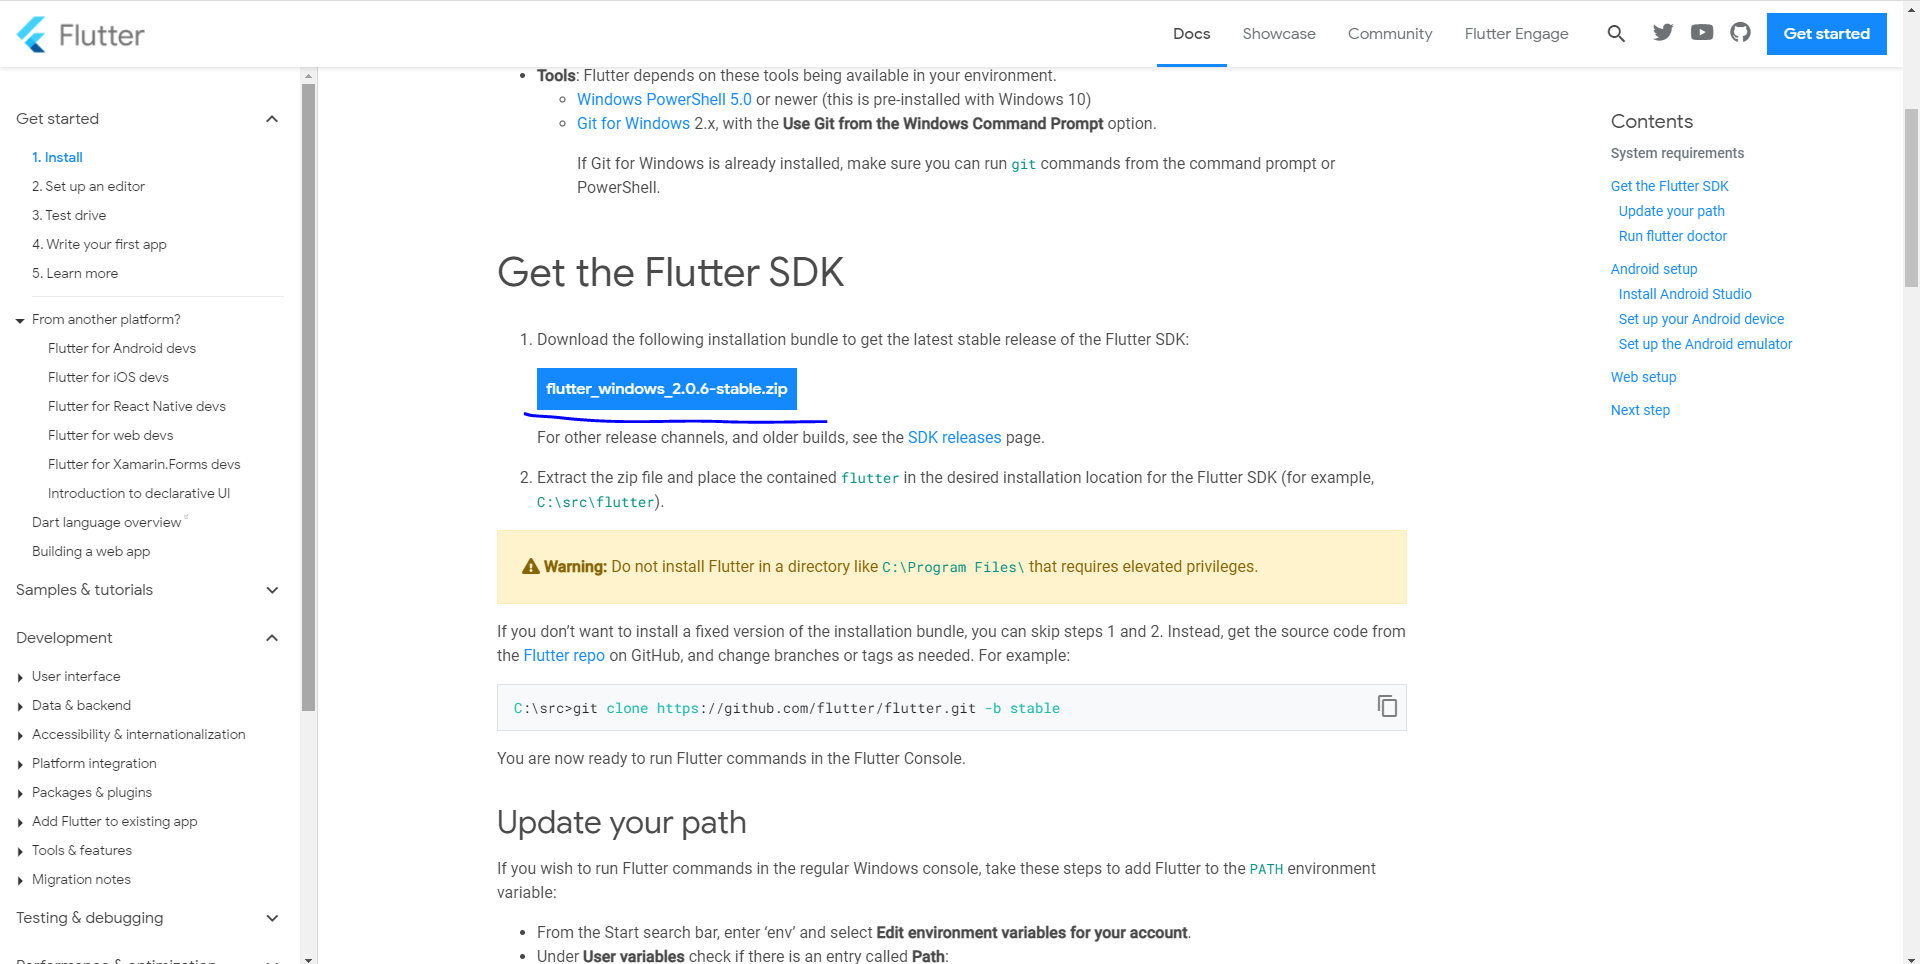 Flutter
Docs
Showcase
Community
Flutter Engage
Get started
Get started
1. Install
2. Set up an editor
3. Test drive
4. Write your first app
5. Learn more
From another platform?
Flutter for Android devs
Flutter for iOS devs
Flutter for React Native devs
Flutter for web devs
Flutter for Xamarin.Forms devs
Introduction to declarative UI
Dart language overview
Building a web app
Samples & tutorials
Development
User interface
Data & backend
Accessibility & internationalization
Platform integration
Packages & plugins
Add Flutter to existing app
Tools & features
Migration notes
Testing & debugging
Performance & optimization
• Tools: Flutter depends on these tools being available in your environment.
Windows PowerShell 5.0 or newer (this is pre-installed with Windows 10)
Git for Windows 2.x, with the Use Git from the Windows Command Prompt option.
If Git for Windows is already installed, make sure you can run git commands from the command prompt or
PowerShell.
Get the Flutter SDK
1. Download the following installation bundle to get the latest stable release of the Flutter SDK:
flutter_windows_2.0.6-stable.zip
For other release channels, and older builds, see the SDK releases page.
2. Extract the zip file and place the contained flutter in the desired installation location for the Flutter SDK (for example,
C:\src\flutter).
Warning: Do not install Flutter in a directory like C:\Program Files\ that requires elevated privileges.
If you don’t want to install a fixed version of the installation bundle, you can skip steps 1 and 2. Instead, get the source code from
the Flutter repo on GitHub, and change branches or tags as needed. For example:
C:\src>git clone https://github.com/flutter/flutter.git -b stable
You are now ready to run Flutter commands in the Flutter Console.
Update your path
If you wish to run Flutter commands in the regular Windows console, take these steps to add Flutter to the PATH environment
variable:
• From the Start search bar, enter ‘env’ and select Edit environment variables for your account.
• Under User variables check if there is an entry called Path:
Contents
System requirements
Get the Flutter SDK
Update your path
Run flutter doctor
Android setup
Install Android Studio
Set up your Android device
Set up the Android emulator
Web setup
Next step